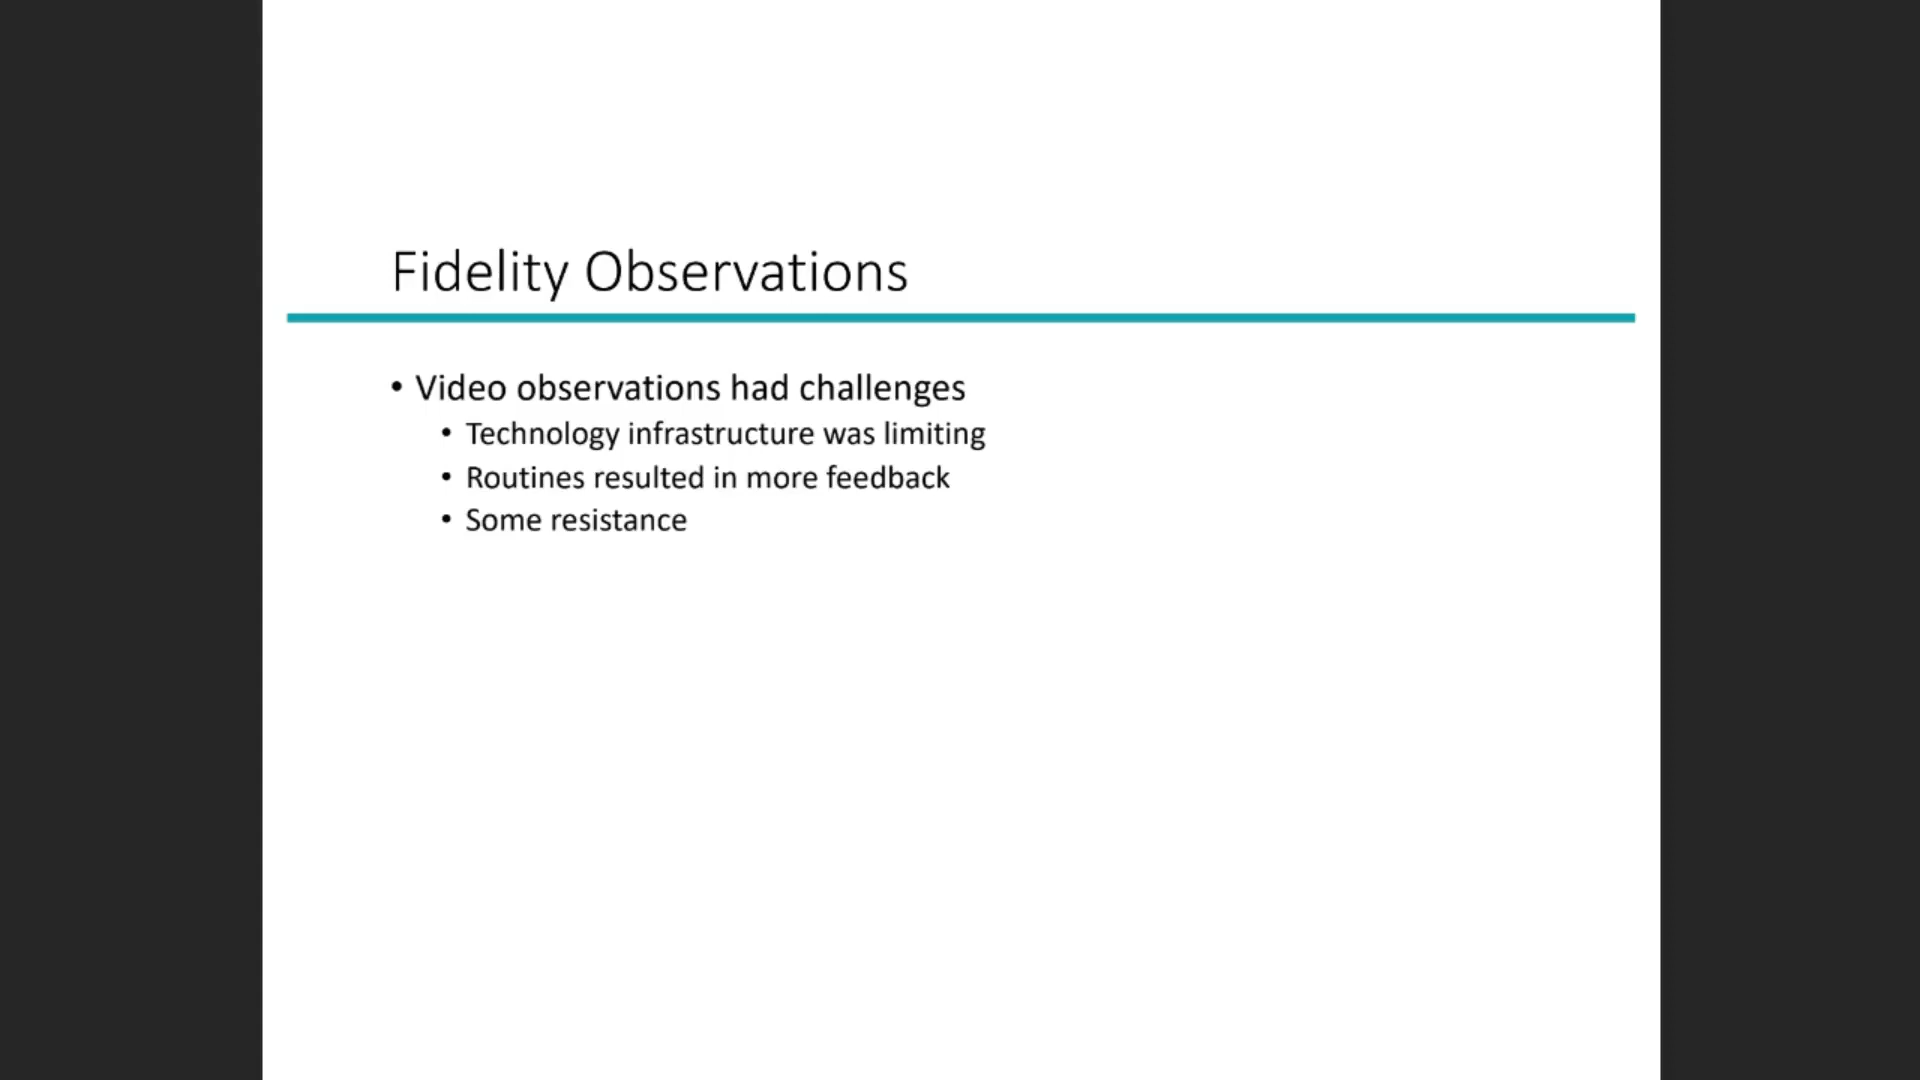 Fidelity Observations
• Video observations had challenges
• Technology infrastructure was limiting
• Routines resulted in more feedback
• Some resistance